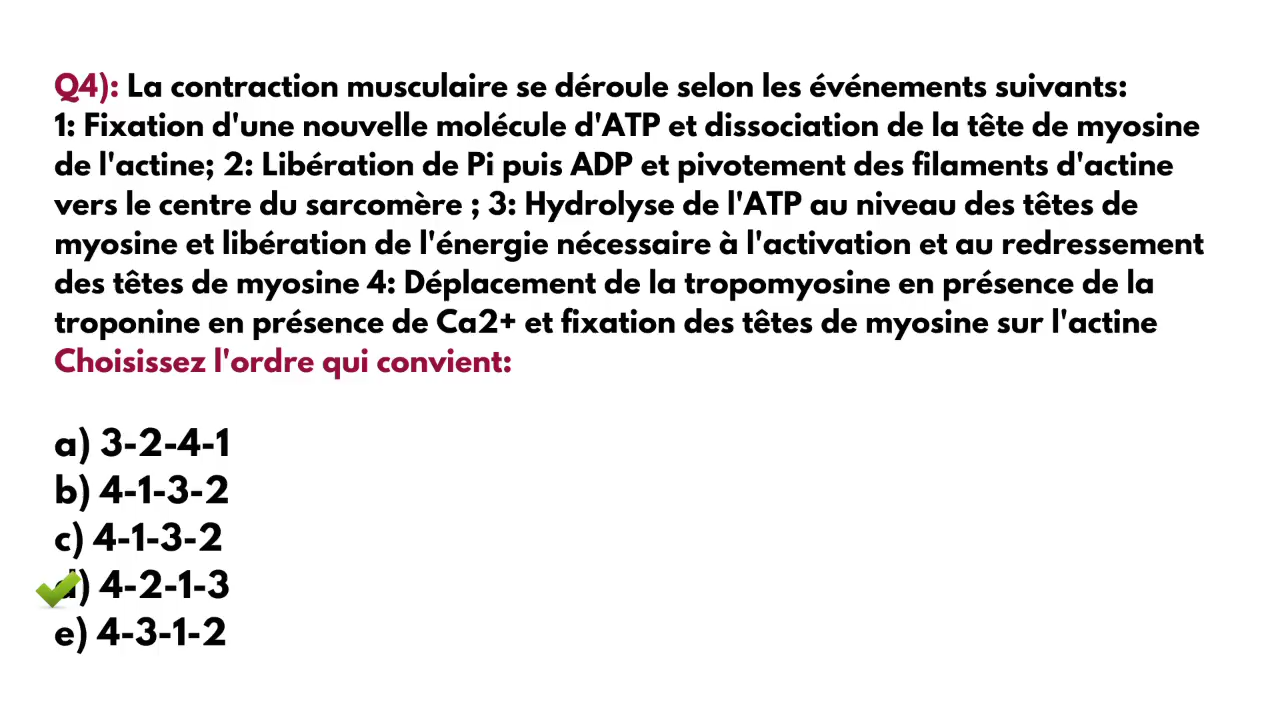 Q4): La contraction musculaire se déroule selon les événements suivants:
1: Fixation d'une nouvelle molécule d'ATP et dissociation de la tête de myosine
de l'actine; 2: Libération de Pi puis ADP et pivotement des filaments d'actine
vers le centre du sarcomère ; 3: Hydrolyse de l'ATP au niveau des têtes de
myosine et libération de l'énergie nécessaire à l'activation et au redressement
des têtes de myosine 4: Déplacement de la tropomyosine en présence de la
troponine en présence de Ca2+ et fixation des têtes de myosine sur l'actine
Choisissez l'ordre qui convient:
a) 3-2-4-1
b) 4-1-3-2
c) 4-1-3-2
d) 4-2-1-3
e) 4-3-1-2